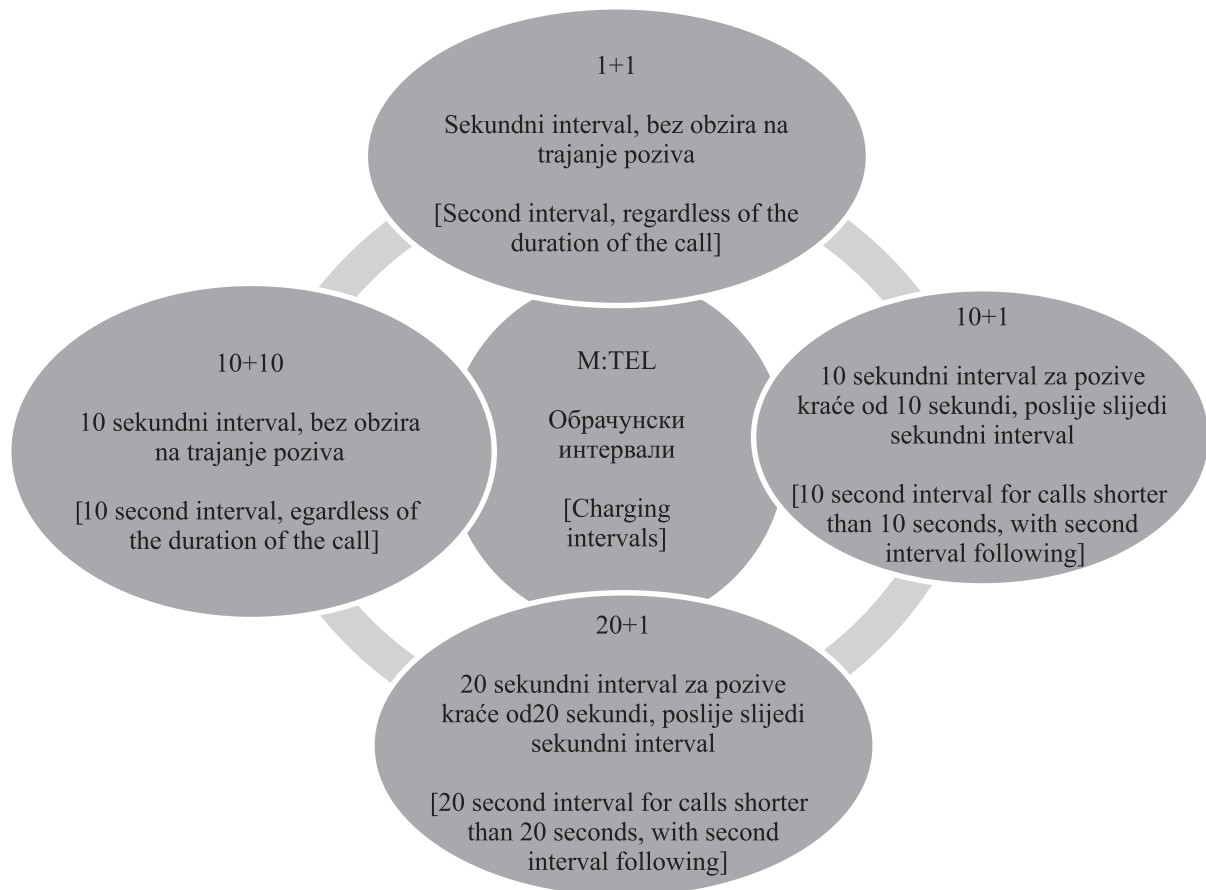 1+1
Sekundni interval, bez obzira na
trajanje poziva
[Second interval, regardless of the
duration of the call]
10+1
10 sekundni interval za pozive
kraće od 10 sekundi, poslije slijedi
sekundni interval
[10 second interval for calls shorter
than 10 seconds, with second
interval following]
20+1
20 sekundni interval za pozive
kraće od20 sekundi, poslije slijedi
sekundni interval
[20 second interval for calls shorter
than 20 seconds, with second
interval following]
10+10
10 sekundni interval, bez obzira
na trajanje poziva
[10 second interval, egardless of
the duration of the call]
M:TEL
Обрачунски
интервали
[Charging
intervals]